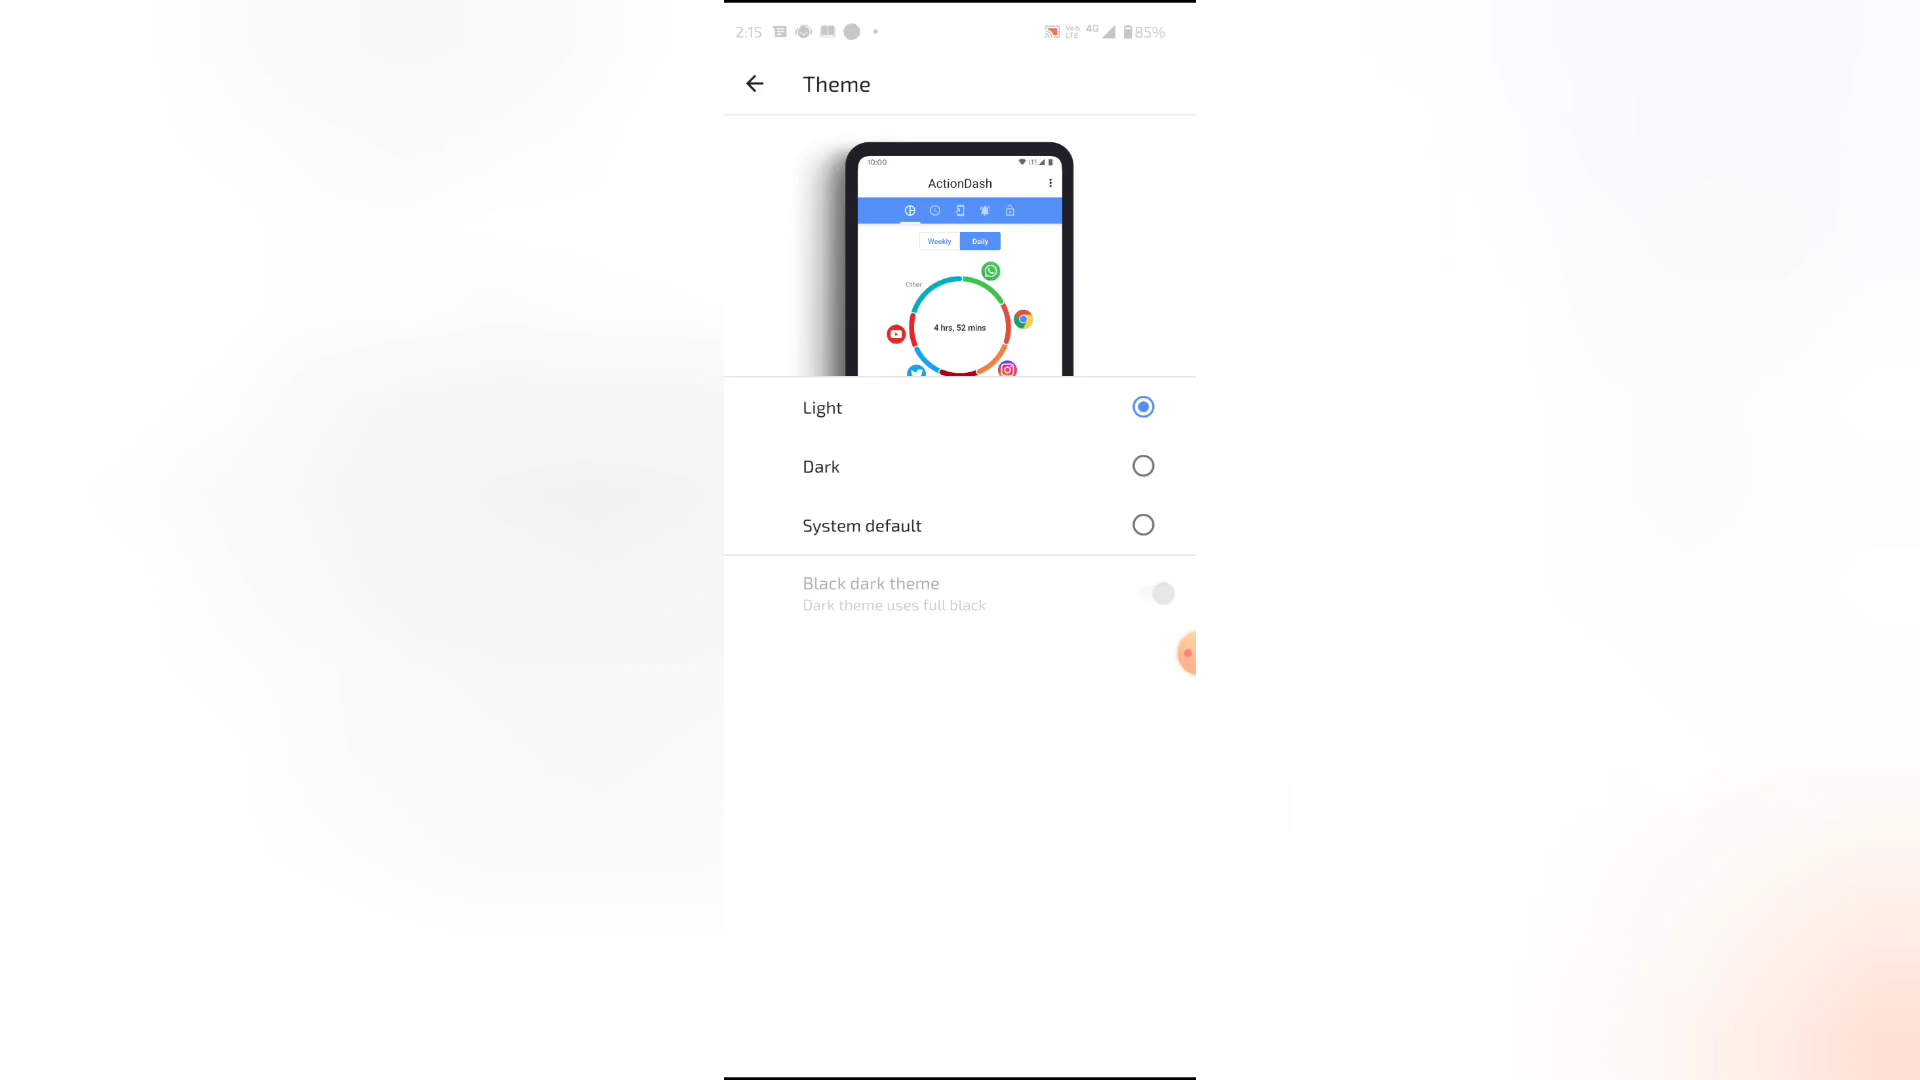 2:15
4G
85%
Theme
10:00
ActionDash
Weekly
Daily
Other
4 hrs, 52 mins
Light
Dark
System default
Black dark theme
Dark theme uses full black